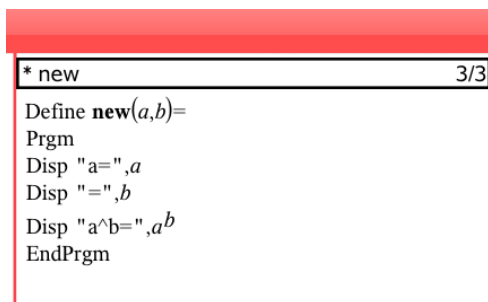 * new 3/3
Define new(a,b)=
Prgm
Disp "a=",a
Disp "=",b
Disp "a^b=",aᵇ
EndPrgm